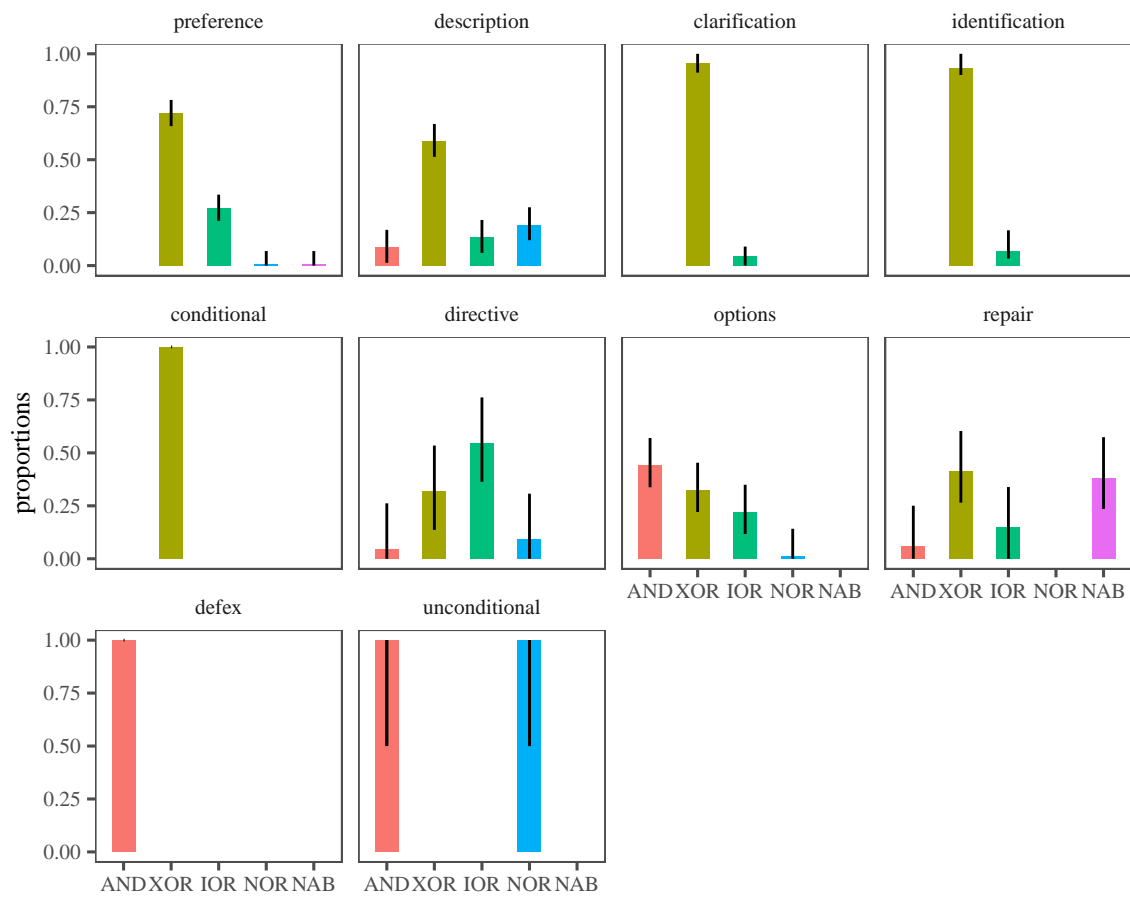 preference description clarification identification
1.00
0.75
0.50
0.25
0.00
conditional directive options repair
1.00
0.75
0.50
0.25
0.00
proportions
AND XOR IOR NOR NAB AND XOR IOR NOR NAB
defex unconditional
1.00
0.75
0.50
0.25
0.00
AND XOR IOR NOR NAB AND XOR IOR NOR NAB